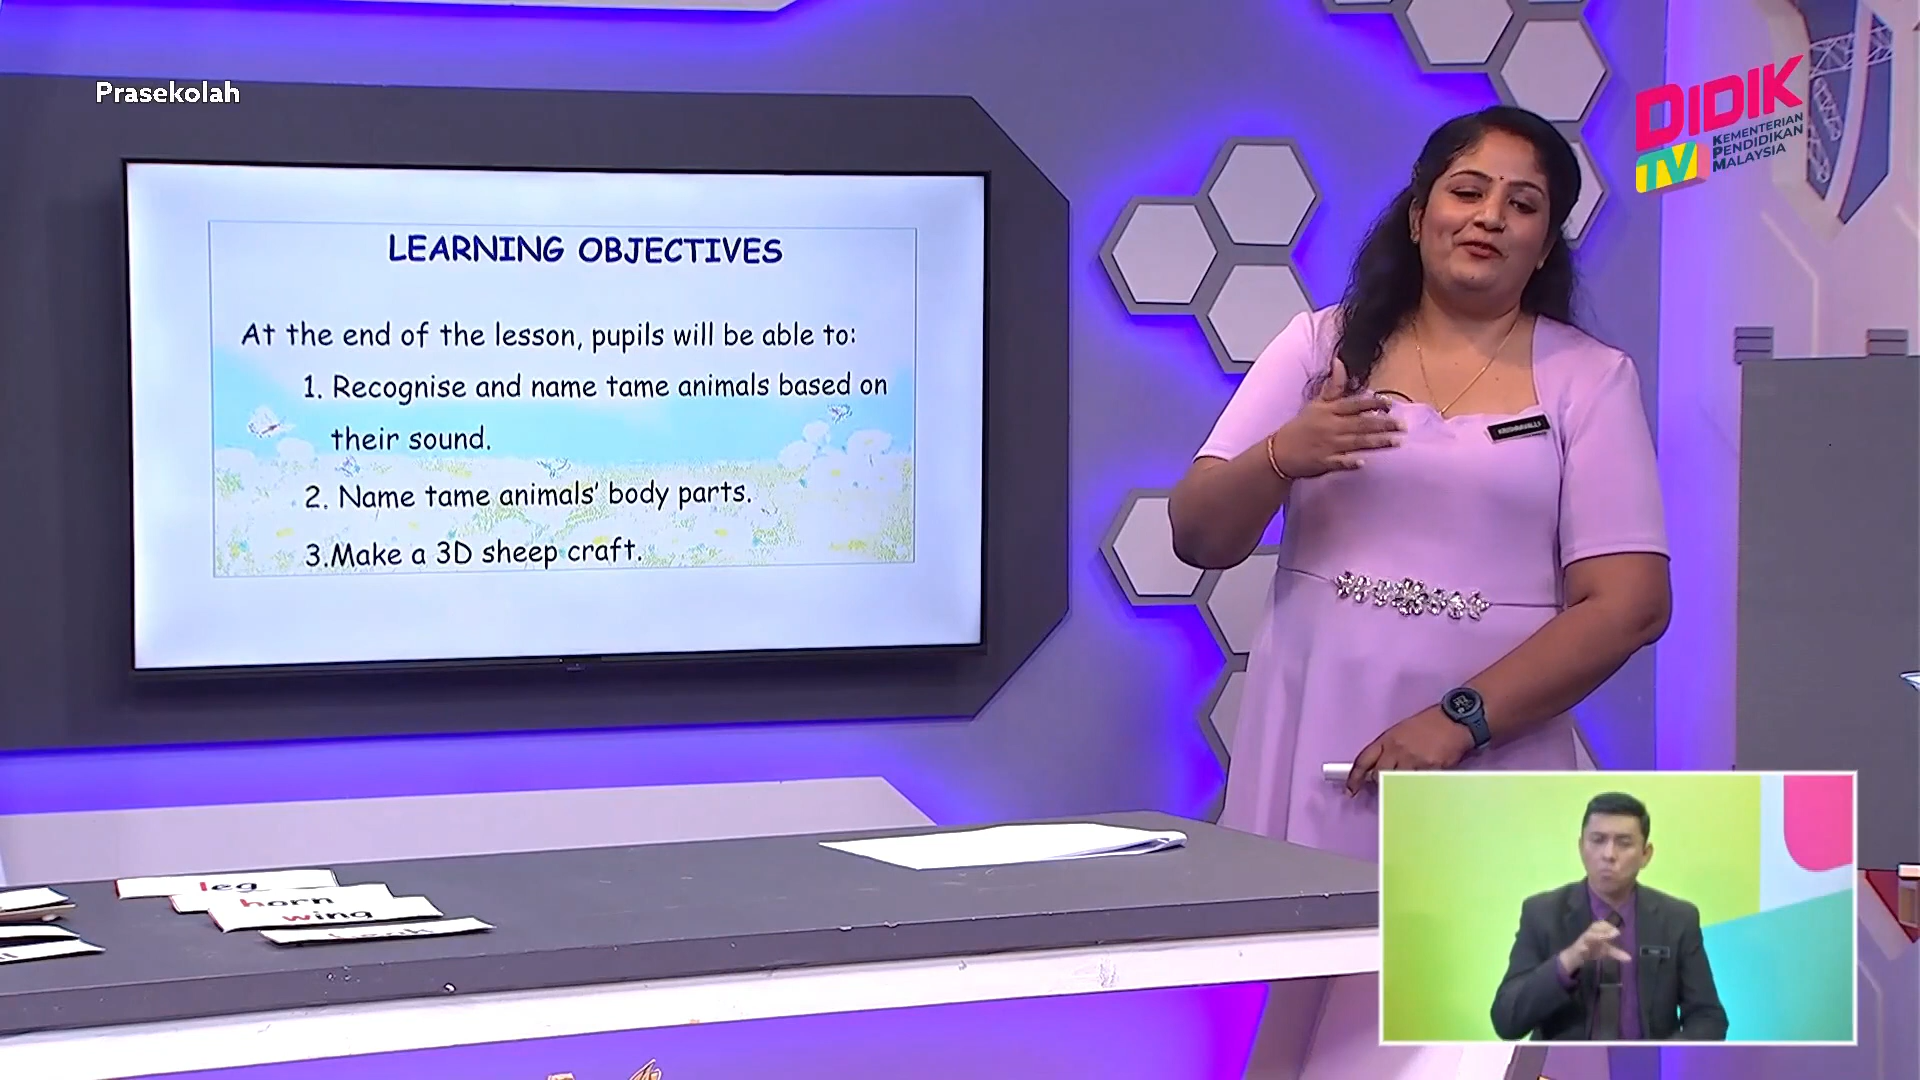 Prasekolah
DIDIK
TV
KEMENTERIAN
PENDIDIKAN
MALAYSIA
LEARNING OBJECTIVES
At the end of the lesson, pupils will be able to:
1. Recognise and name tame animals based on
their sound.
2. Name tame animals' body parts.
3.Make a 3D sheep craft.
leg
horn
wing